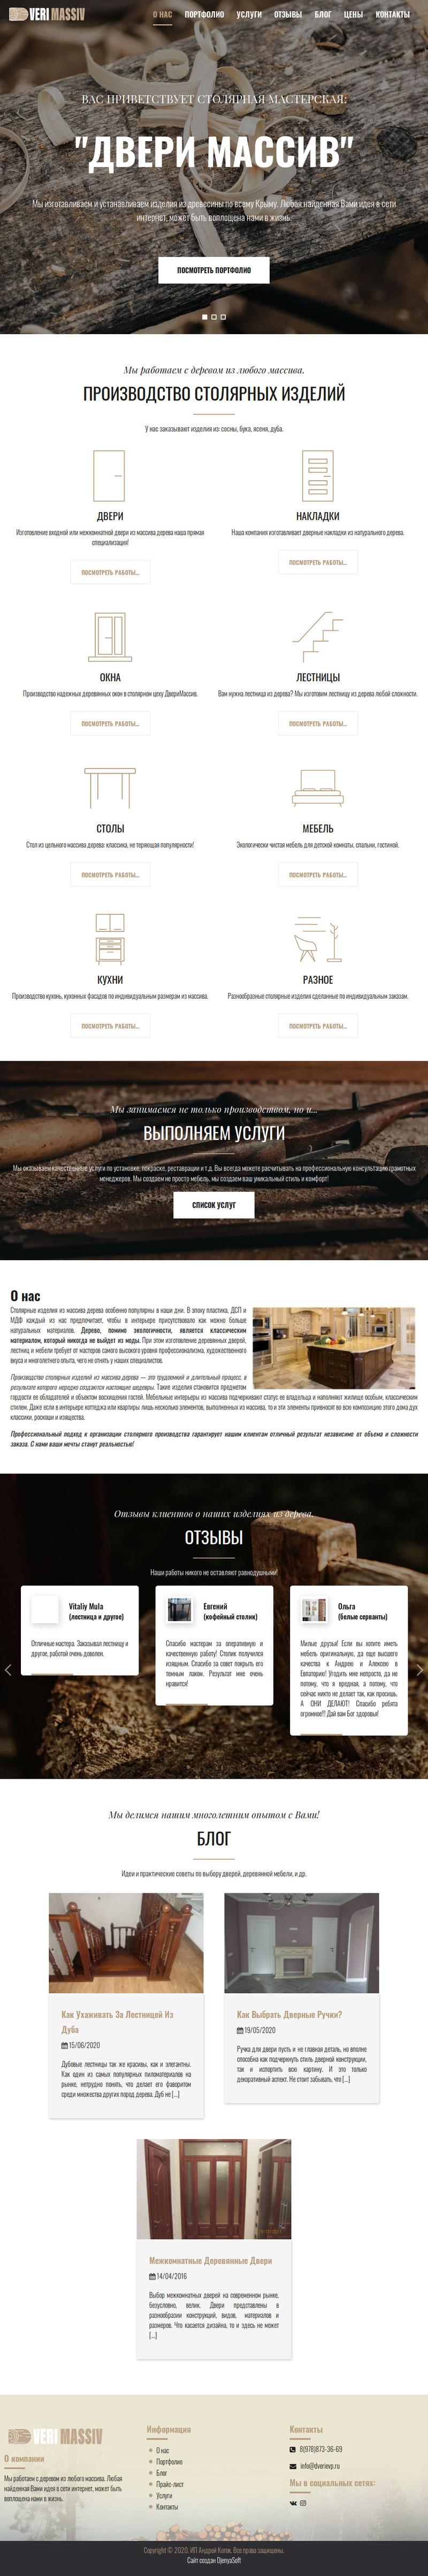 VERI MASSIV
О НАС ПОРТФОЛИО УСЛУГИ ОТЗЫВЫ БЛОГ ЦЕНЫ КОНТАКТЫ
ВАС ПРИВЕТСТВУЕТ СТОЛЯРНАЯ МАСТЕРСКАЯ:
"ДВЕРИ МАССИВ"
Мы изготавливаем и устанавливаем изделия из древесины по всему Крыму. Любая найденная Вами идея в сети
интернет, может быть воплощена нами в жизнь.
ПОСМОТРЕТЬ ПОРТФОЛИО
Мы работаем с деревом из любого массива.
ПРОИЗВОДСТВО СТОЛЯРНЫХ ИЗДЕЛИЙ
У нас заказывают изделия из: сосны, бука, ясеня, дуба.
ДВЕРИ
Изготовление входной или межкомнатной двери из массива дерева наша прямая
специализация!
ПОСМОТРЕТЬ РАБОТЫ...
НАКЛАДКИ
Наша компания изготавливает дверные накладки из натурального дерева.
ПОСМОТРЕТЬ РАБОТЫ...
ОКНА
Производство надежных деревянных окон в столярном цеху ДвериМассив.
ПОСМОТРЕТЬ РАБОТЫ...
ЛЕСТНИЦЫ
Вам нужна лестница из дерева? Мы изготовим лестницу из дерева любой сложности.
ПОСМОТРЕТЬ РАБОТЫ...
СТОЛЫ
Стол из цельного массива дерева: классика, не теряющая популярности!
ПОСМОТРЕТЬ РАБОТЫ...
МЕБЕЛЬ
Экологически чистая мебель для детской комнаты, спальни, гостиной.
ПОСМОТРЕТЬ РАБОТЫ...
КУХНИ
Производство кухонь, кухонных фасадов по индивидуальным размерам из массива.
ПОСМОТРЕТЬ РАБОТЫ...
РАЗНОЕ
Разнообразные столярные изделия сделанные по индивидуальным заказам.
ПОСМОТРЕТЬ РАБОТЫ...
Мы занимаемся не только производством, но и...
ВЫПОЛНЯЕМ УСЛУГИ
Мы оказываем качественные услуги по установке, покраске, реставрации и т.д. Вы всегда можете расчитывать на профессиональную консультацию грамотных
менеджеров. Мы создаем не просто мебель, мы создаем ваш уникальный стиль и комфорт!
СПИСОК УСЛУГ
О нас
Столярные изделия из массива дерева особенно популярны в наши дни. В эпоху пластика, ДСП и
МДФ каждый из нас предпочитает, чтобы в интерьере присутствовало как можно больше
натуральных материалов. Дерево, помимо экологичности, является классическим
материалом, который никогда не выйдет из моды. При этом изготовлении деревянных дверей,
лестниц и мебели требует от мастеров самого высокого уровня профессионализма, художественного
вкуса и многолетнего опыта, чего не отнять у наших специалистов.
Производство столярных изделий из массива дерева — это трудоемкий и длительный процесс, в
результате которого нередко создаются настоящие шедевры. Такие изделия становятся предметом
гордости ее обладателей и объектом восхищения гостей. Мебельные интерьеры из массива подчеркивают статус ее владельца и наполняют жилище особым, классическим
стилем. Даже если в интерьере коттеджа или квартиры лишь несколько элементов, выполненных из массива, то и эти элементы привносят во всю композицию этого дома дух
классики, роскоши и изящества.
Профессиональный подход к организации столярного производства гарантирует нашим клиентам отличный результат независимо от объема и сложности
заказа. С нами ваши мечты станут реальностью!
Отзывы клиентов о наших изделиях из дерева.
ОТЗЫВЫ
Наши работы никого не оставляют равнодушными!
Vitaliy Mula
(лестница и другое)
Отличные мастера. Заказывал лестницу и
другое, работой очень доволен.
Евгений
(кофейный столик)
Спасибо мастерам за оперативную и
качественную работу! Столик получился
изящным. Спасибо за совет покрыть его
темным лаком. Результат мне очень
нравится!
Ольга
(белые серванты)
Милые друзья! Если вы хотите иметь
мебель оригинальную, да еще высшего
качества к Андрею и Алексею в
Евпаторию! Угодить мне непросто, да не
потому, что я вредная, а потому, что
сейчас никто не делает так, как просишь.
А ОНИ ДЕЛАЮТ! Спасибо ребята
огромное!!! Дай вам Бог здоровья!
Мы делимся нашим многолетним опытом с Вами!
БЛОГ
Идеи и практические советы по выбору дверей, деревянной мебели, и др.
Как Ухаживать За Лестницей Из
Дуба
15/06/2020
Дубовые лестницы так же красивы, как и элегантны.
Как один из самых популярных пиломатериалов на
рынке, нетрудно понять, что делает его фаворитом
среди множества других пород дерева. Дуб не [...]
Как Выбрать Дверные Ручки?
19/05/2020
Ручка для двери пусть и не главная деталь, но вполне
способна как подчеркнуть стиль дверной конструкции,
так и испортить всю картину. И это только
декоративный аспект. Не стоит забывать, что [...]
Межкомнатные Деревянные Двери
14/04/2016
Выбор межкомнатных дверей на современном рынке,
безусловно, велик. Двери представлены в
разнообразии конструкций, видов, материалов и
размеров. Что касается дизайна, то и здесь не может
[...]
VERI MASSIV
О компании
Мы работаем с деревом из любого массива. Любая
найденная Вами идея в сети интернет, может быть
воплощена нами в жизнь.
Информация
О нас
Портфолио
Блог
Прайс-лист
Услуги
Контакты
Контакты
8(978)873-36-69
info@dverievp.ru
Мы в социальных сетях:
Copyright © 2020, ИП Андрей Копяк. Все права защищены.
Сайт создан DjenyaSoft